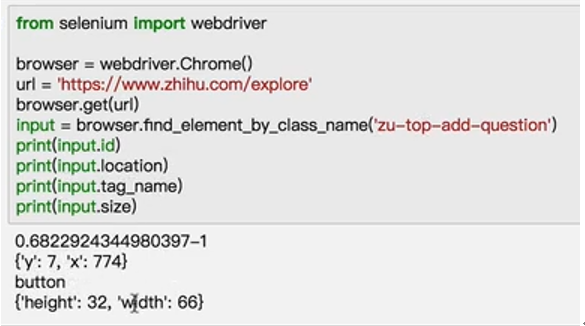 from selenium import webdriver
browser = webdriver.Chrome()
url = 'https://www.zhihu.com/explore'
browser.get(url)
input = browser.find_element_by_class_name('zu-top-add-question')
print(input.id)
print(input.location)
print(input.tag_name)
print(input.size)
0.6822924344980397-1
{'y': 7, 'x': 774}
button
{'height': 32, 'width': 66}